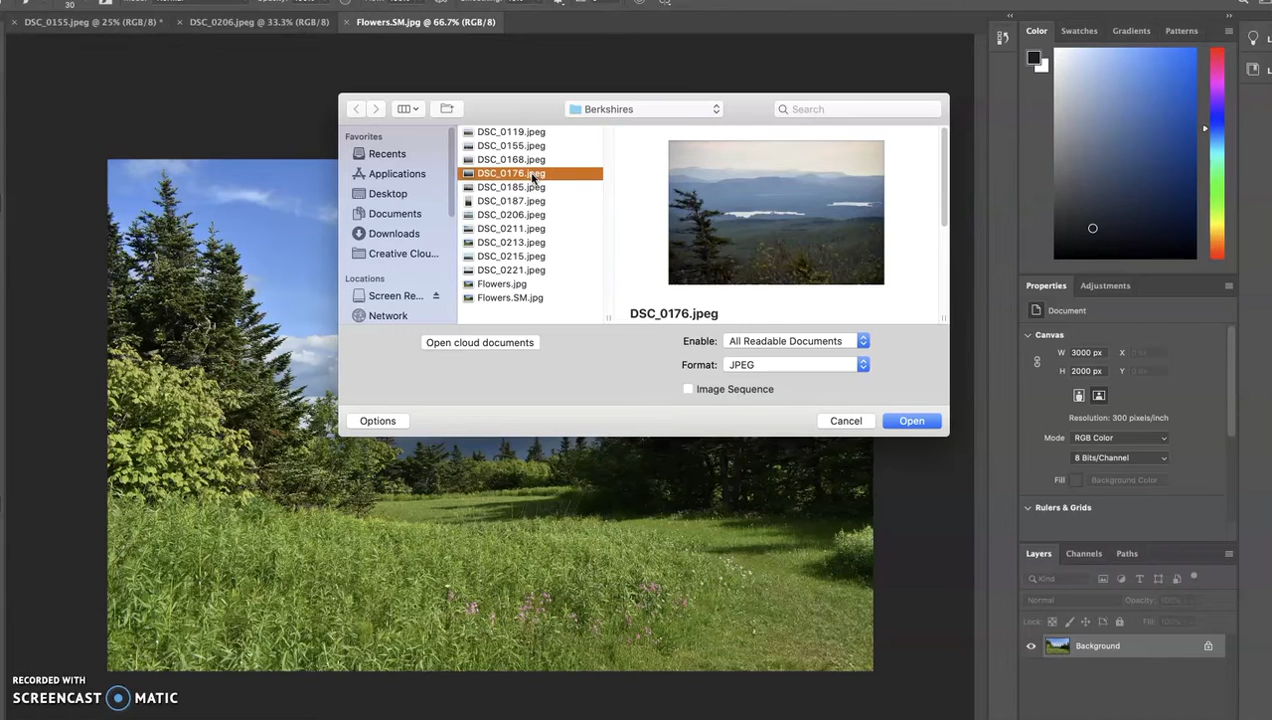 30
DSC_0155.jpeg @ 25% (RGB/8) *
DSC_0206.jpeg @ 33.3% (RGB/8)
Flowers.SM.jpg @ 66.7% (RGB/8)
Color
Swatches
Gradients
Patterns
Berkshires
Search
Favorites
Recents
Applications
Desktop
Documents
Downloads
Creative Clou...
Locations
Screen Re...
Network
DSC_0119.jpeg
DSC_0155.jpeg
DSC_0168.jpeg
DSC_0176.jpeg
DSC_0185.jpeg
DSC_0187.jpeg
DSC_0206.jpeg
DSC_0211.jpeg
DSC_0213.jpeg
DSC_0215.jpeg
DSC_0221.jpeg
Flowers.jpg
Flowers.SM.jpg
DSC_0176.jpeg
Open cloud documents
Enable: All Readable Documents
Format: JPEG
Image Sequence
Options
Cancel
Open
Properties
Adjustments
Document
Canvas
W 3000 px X
H 2000 px Y
Resolution: 300 pixels/inch
Mode RGB Color
8 Bits/Channel
Fill Background Color
Rulers & Grids
Layers
Channels
Paths
Kind
Normal Opacity:
Lock: Fill:
Background
RECORDED WITH
SCREENCAST MATIC